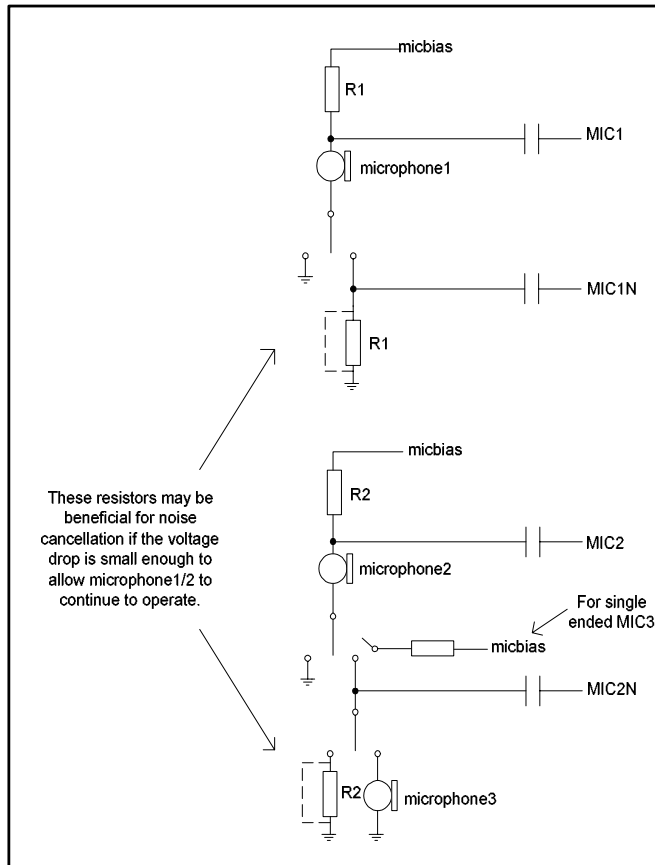 micbias
R1
MIC1
microphone1
MIC1N
R1
micbias
R2
These resistors may be
beneficial for noise
cancellation if the voltage
drop is small enough to
allow microphone1/2 to
continue to operate.
MIC2
microphone2
For single
ended MIC3
micbias
MIC2N
R2
microphone3